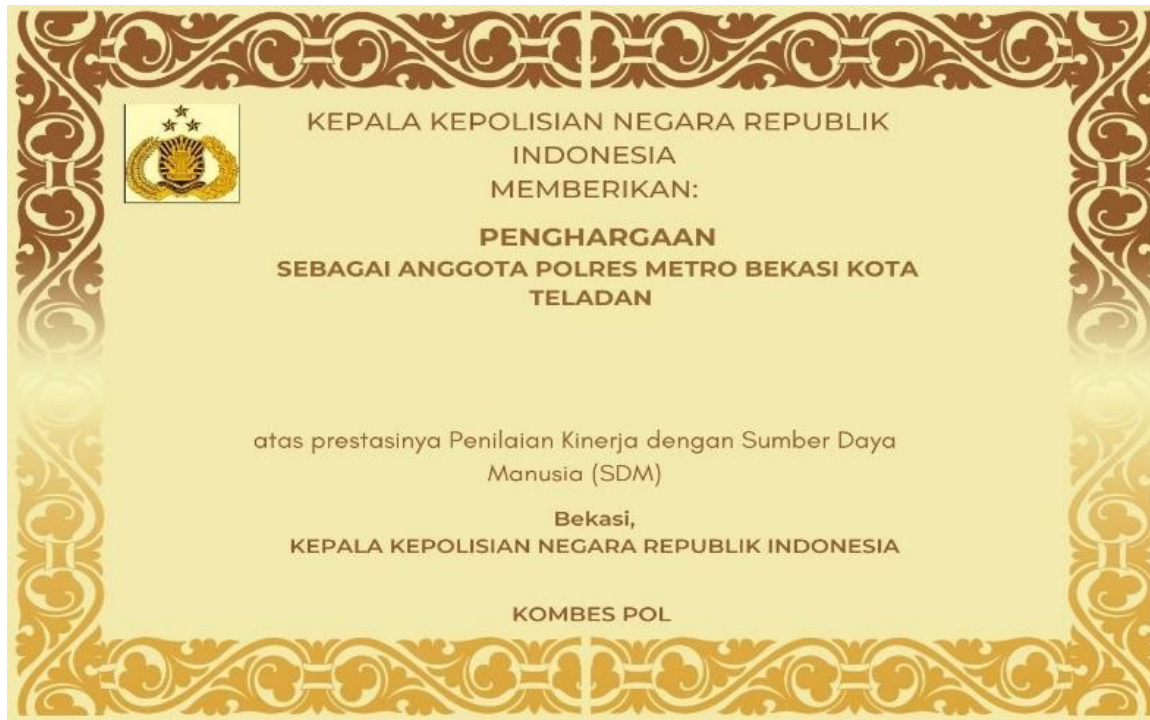 KEPALA KEPOLISIAN NEGARA REPUBLIK
INDONESIA
MEMBERIKAN:
PENGHARGAAN
SEBAGAI ANGGOTA POLRES METRO BEKASI KOTA
TELADAN
atas prestasinya Penilaian Kinerja dengan Sumber Daya
Manusia (SDM)
Bekasi,
KEPALA KEPOLISIAN NEGARA REPUBLIK INDONESIA
KOMBES POL